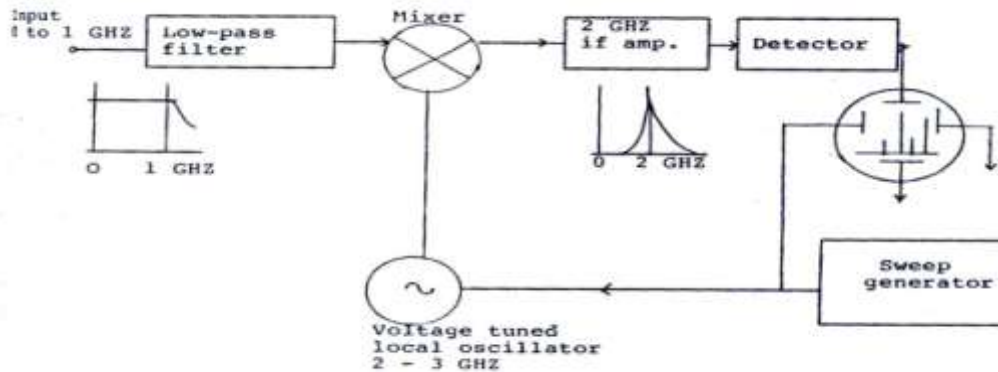 Input
0 to 1 GHZ
Low-pass
filter
Mixer
2 GHZ
if amp.
Detector
0 1 GHZ
0 2 GHZ
Sweep
generator
~
Voltage tuned
local oscillator
2 - 3 GHZ